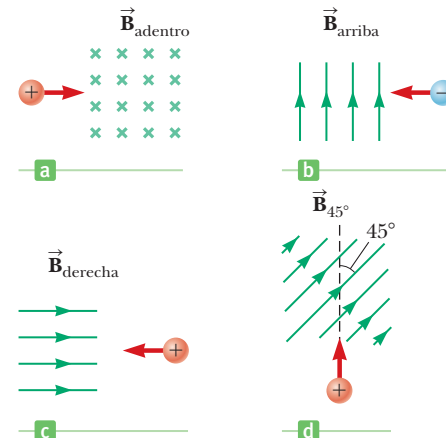 B⃗adentro
+
a
B⃗arriba
−
b
B⃗derecha
+
c
B⃗45°
45°
+
d